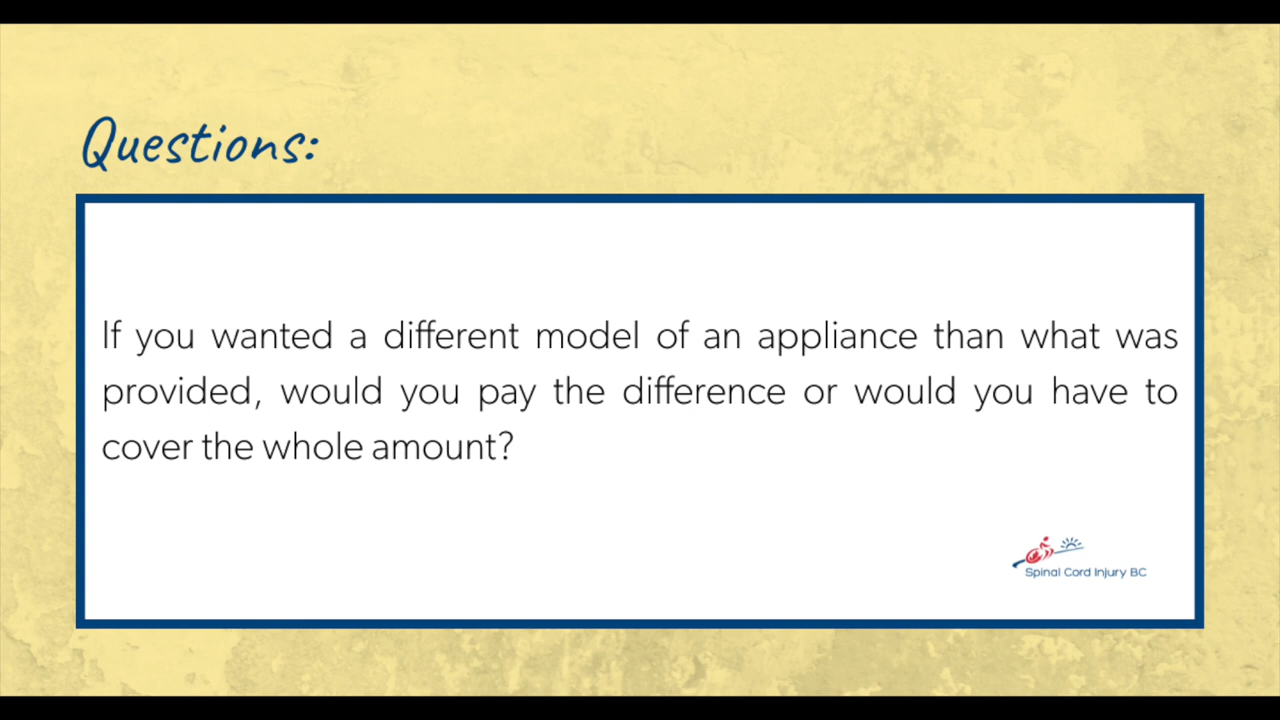 Questions:
If you wanted a different model of an appliance than what was
provided, would you pay the difference or would you have to
cover the whole amount?
Spinal Cord Injury BC